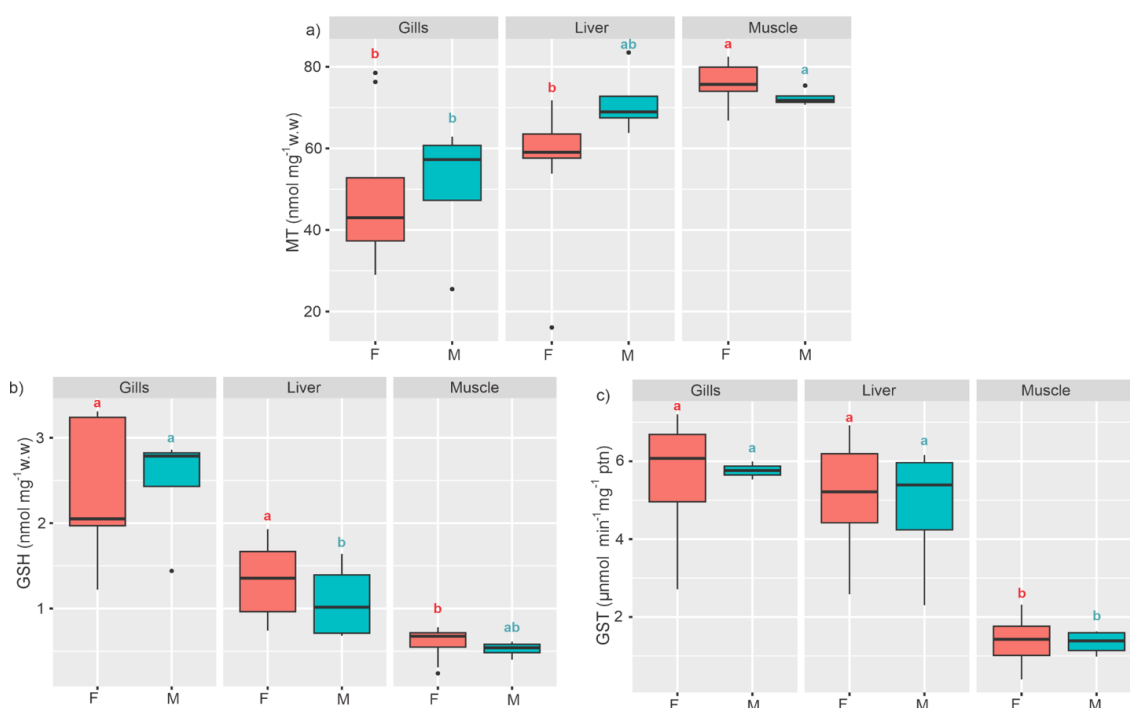 a)
Gills Liver Muscle
b b b ab a a
MT (nmol mg⁻¹w.w)
80
60
40
20
F M F M F M
b)
Gills Liver Muscle
a a a b b ab
GSH (nmol mg⁻¹w.w)
3
2
1
F M F M F M
c)
Gills Liver Muscle
a a a a b b
GST (µnmol min⁻¹mg⁻¹ ptn)
6
4
2
F M F M F M